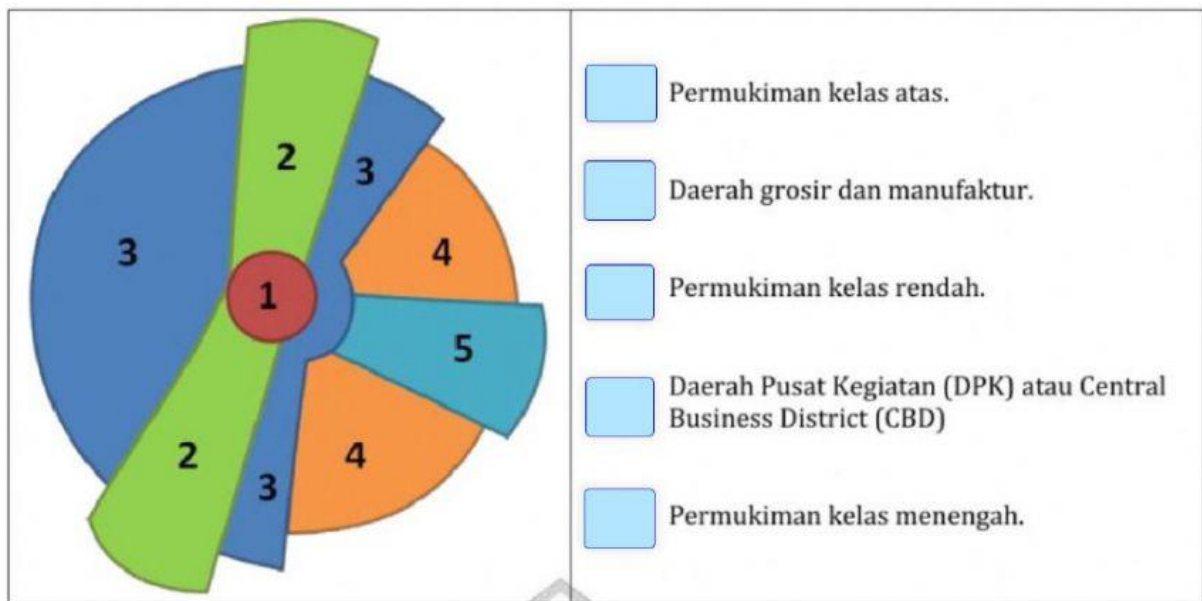 2
3
3
4
1
5
2
4
3
Permukiman kelas atas.
Daerah grosir dan manufaktur.
Permukiman kelas rendah.
Daerah Pusat Kegiatan (DPK) atau Central
Business District (CBD)
Permukiman kelas menengah.